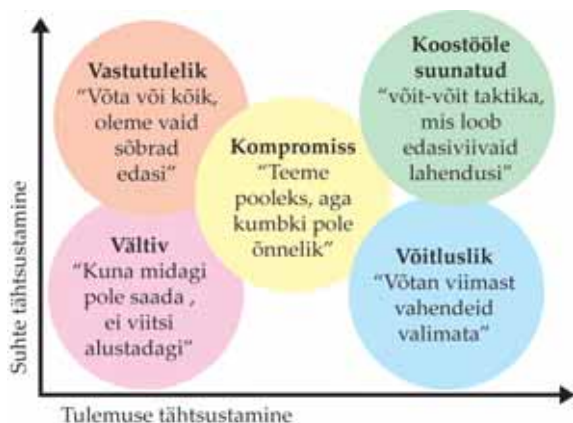 Vastutulelik
“Võta või kõik,
oleme vaid
sõbrad
edasi”
Koostööle
suunatud
“võit-võit taktika,
mis loob
edasiviivaid
lahendusi”
Kompromiss
“Teeme
pooleks, aga
kumbki pole
õnnelik”
Vältiv
“Kuna midagi
pole saada ,
ei viitsi
alustadagi”
Võitluslik
“Võtan viimast
vahendeid
valimata”
Suhte tähtsustamine
Tulemuse tähtsustamine